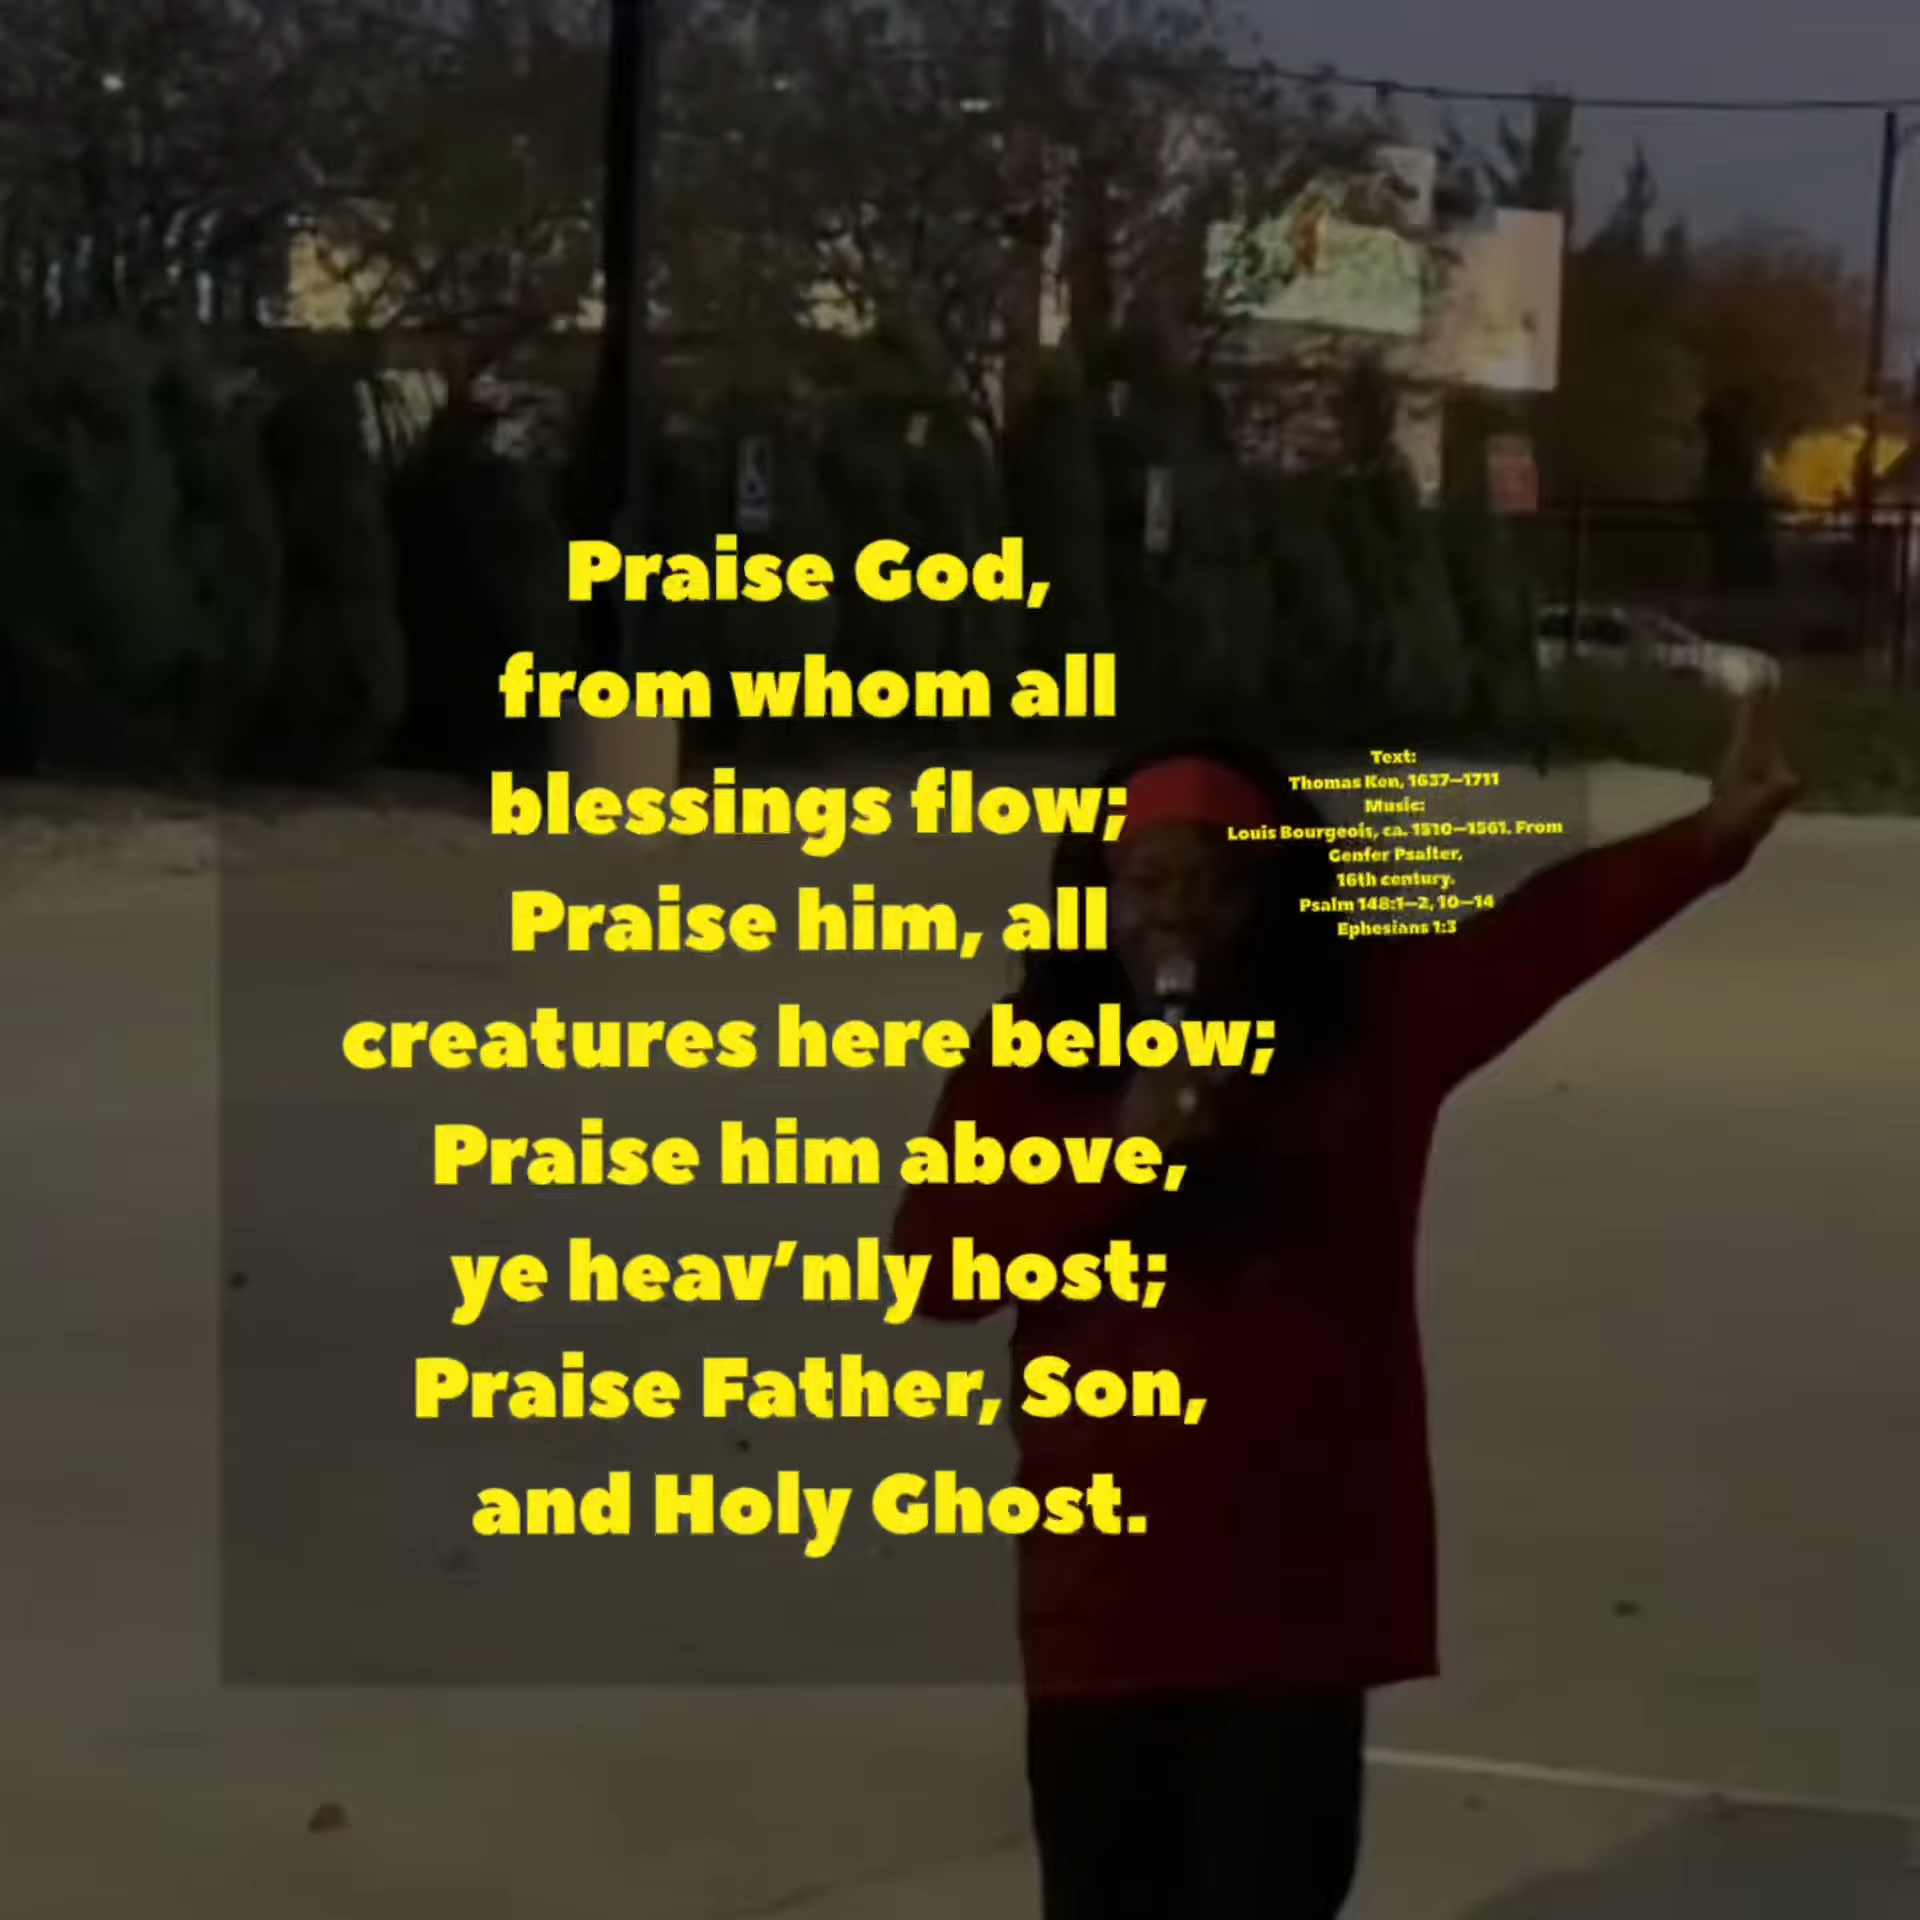 Praise God,
from whom all
blessings flow;
Praise him, all
creatures here below;
Praise him above,
ye heav’nly host;
Praise Father, Son,
and Holy Ghost.
Text:
Thomas Ken, 1637–1711
Music:
Louis Bourgeois, ca. 1510–1561. From
Genfer Psalter,
16th century.
Psalm 148:1–2, 10–14
Ephesians 1:3